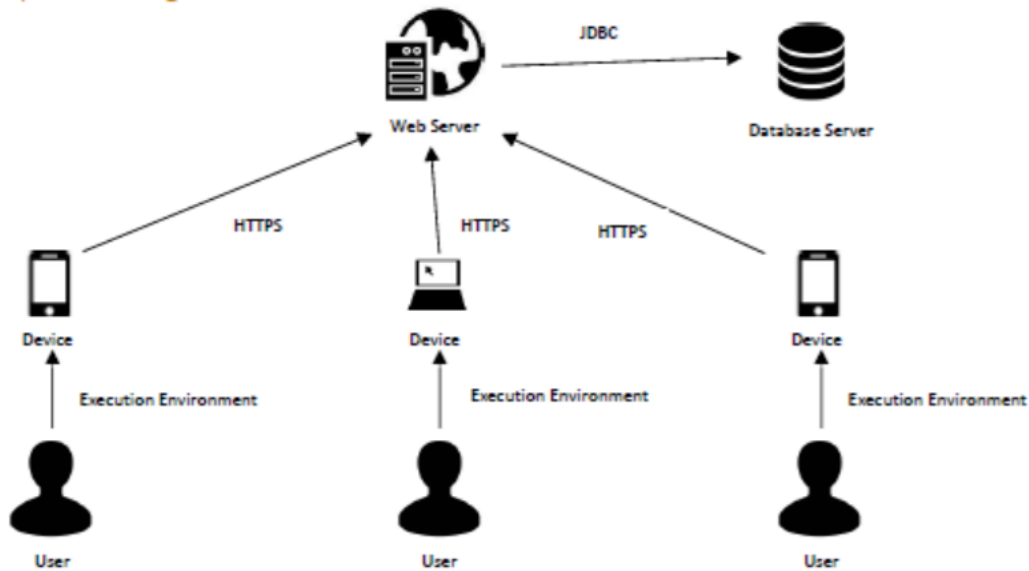 JDBC
Web Server
Database Server
HTTPS
HTTPS
HTTPS
Device
Device
Device
Execution Environment
Execution Environment
Execution Environment
User
User
User